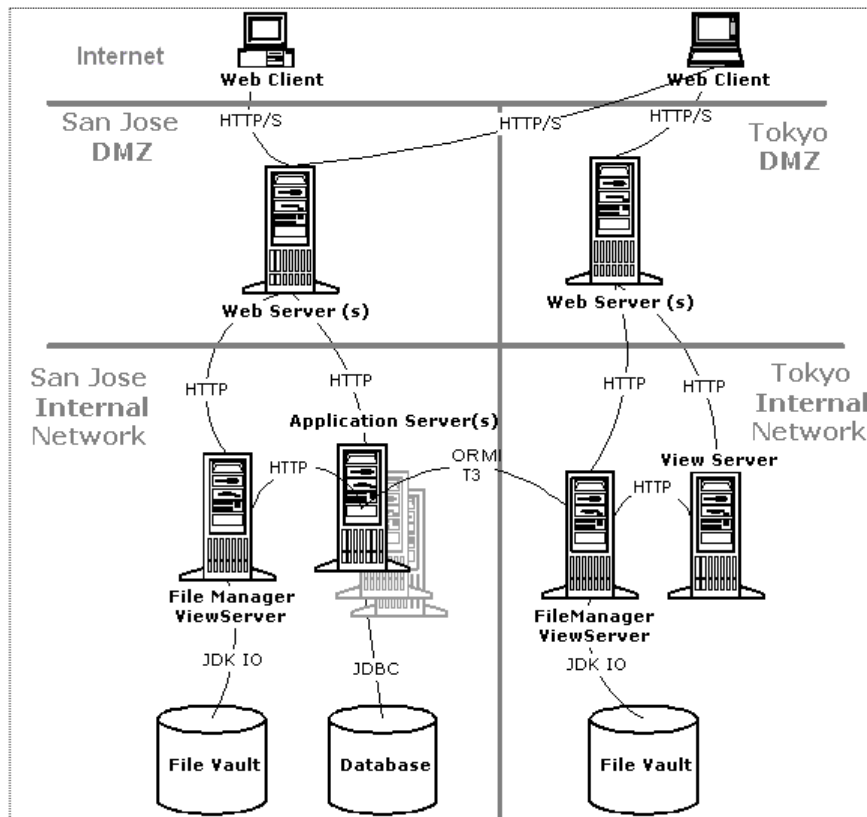 Internet
Web Client
Web Client
San Jose
DMZ
HTTP/S
HTTP/S
HTTP/S
Tokyo
DMZ
Web Server (s)
Web Server (s)
San Jose
Internal
Network
HTTP
HTTP
HTTP
HTTP
Tokyo
Internal
Network
Application Server(s)
HTTP
ORMI
T3
View Server
HTTP
File Manager
ViewServer
FileManager
ViewServer
JDK IO
JDBC
JDK IO
File Vault
Database
File Vault